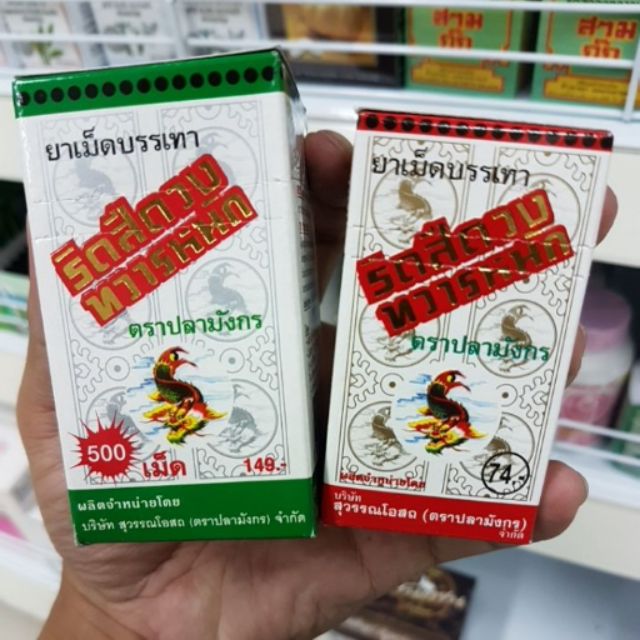 ยาเม็ดบรรเทา
ริดสีดวง
ทวารหนัก
ตราปลามังกร
500
เม็ด
149.-
ผลิตจำหน่ายโดย
บริษัท สุวรรณโอสถ (ตราปลามังกร) จำกัด
ยาเม็ดบรรเทา
ริดสีดวง
ทวารหนัก
ตราปลามังกร
74.-
ผลิตจำหน่ายโดย
บริษัท
สุวรรณโอสถ (ตราปลามังกร)
จำกัด
สาม